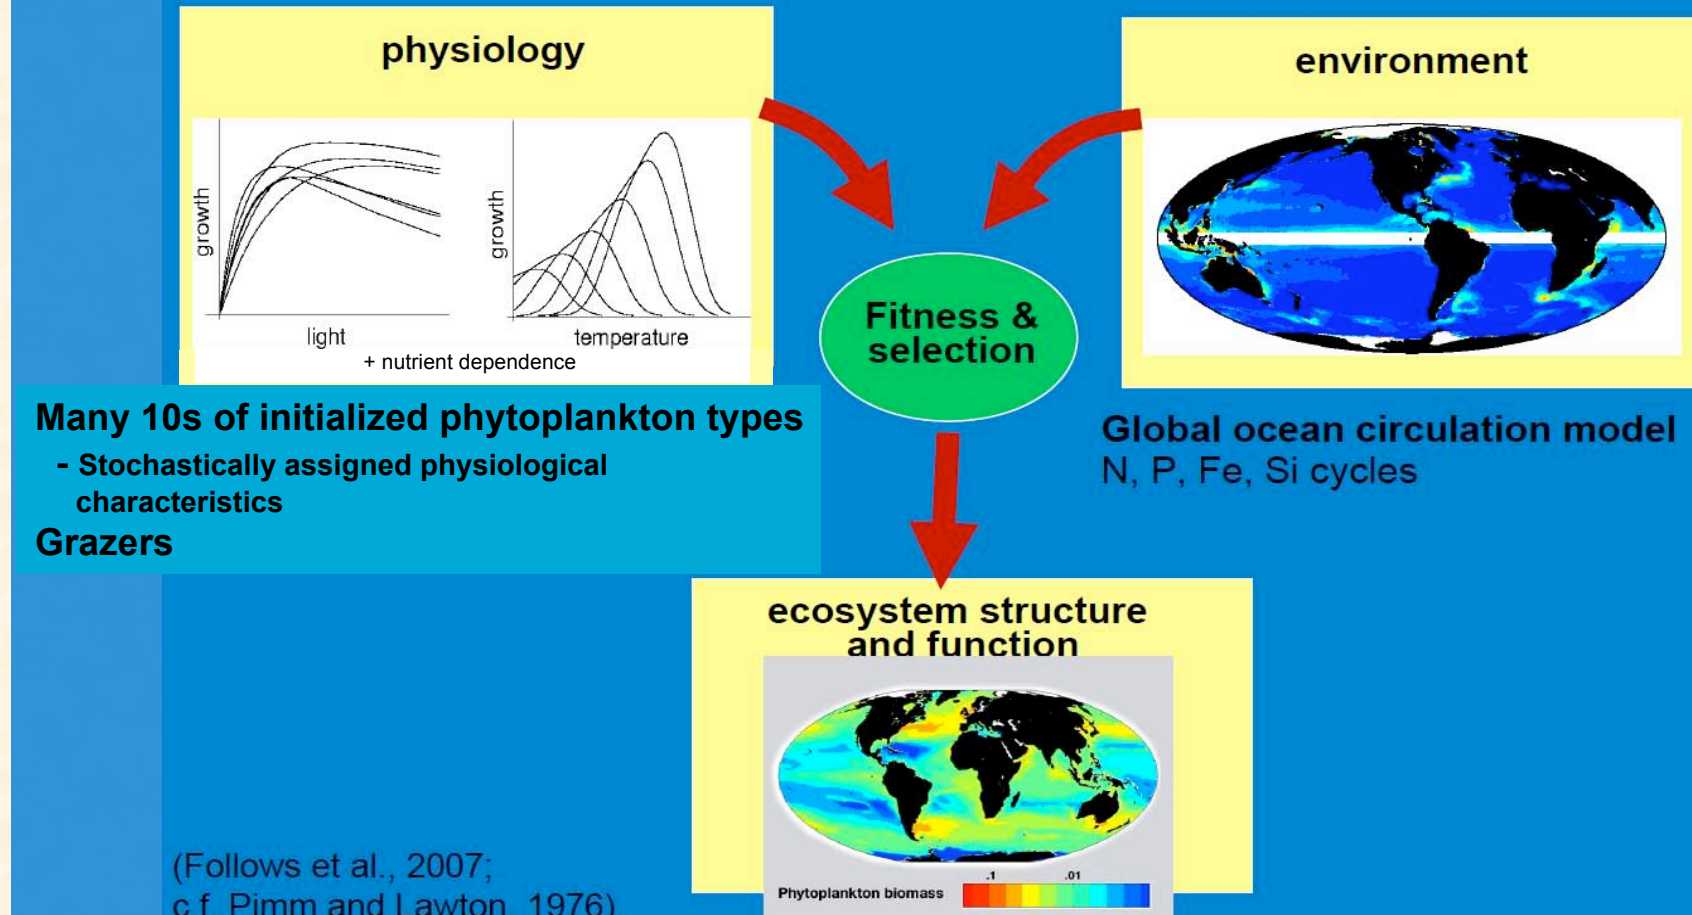 physiology
growth
light
growth
temperature
+ nutrient dependence
environment
Fitness &
selection
Many 10s of initialized phytoplankton types
- Stochastically assigned physiological
characteristics
Grazers
Global ocean circulation model
N, P, Fe, Si cycles
ecosystem structure
and function
Phytoplankton biomass
.1
.01
(Follows et al., 2007;
c.f. Pimm and Lawton, 1976)